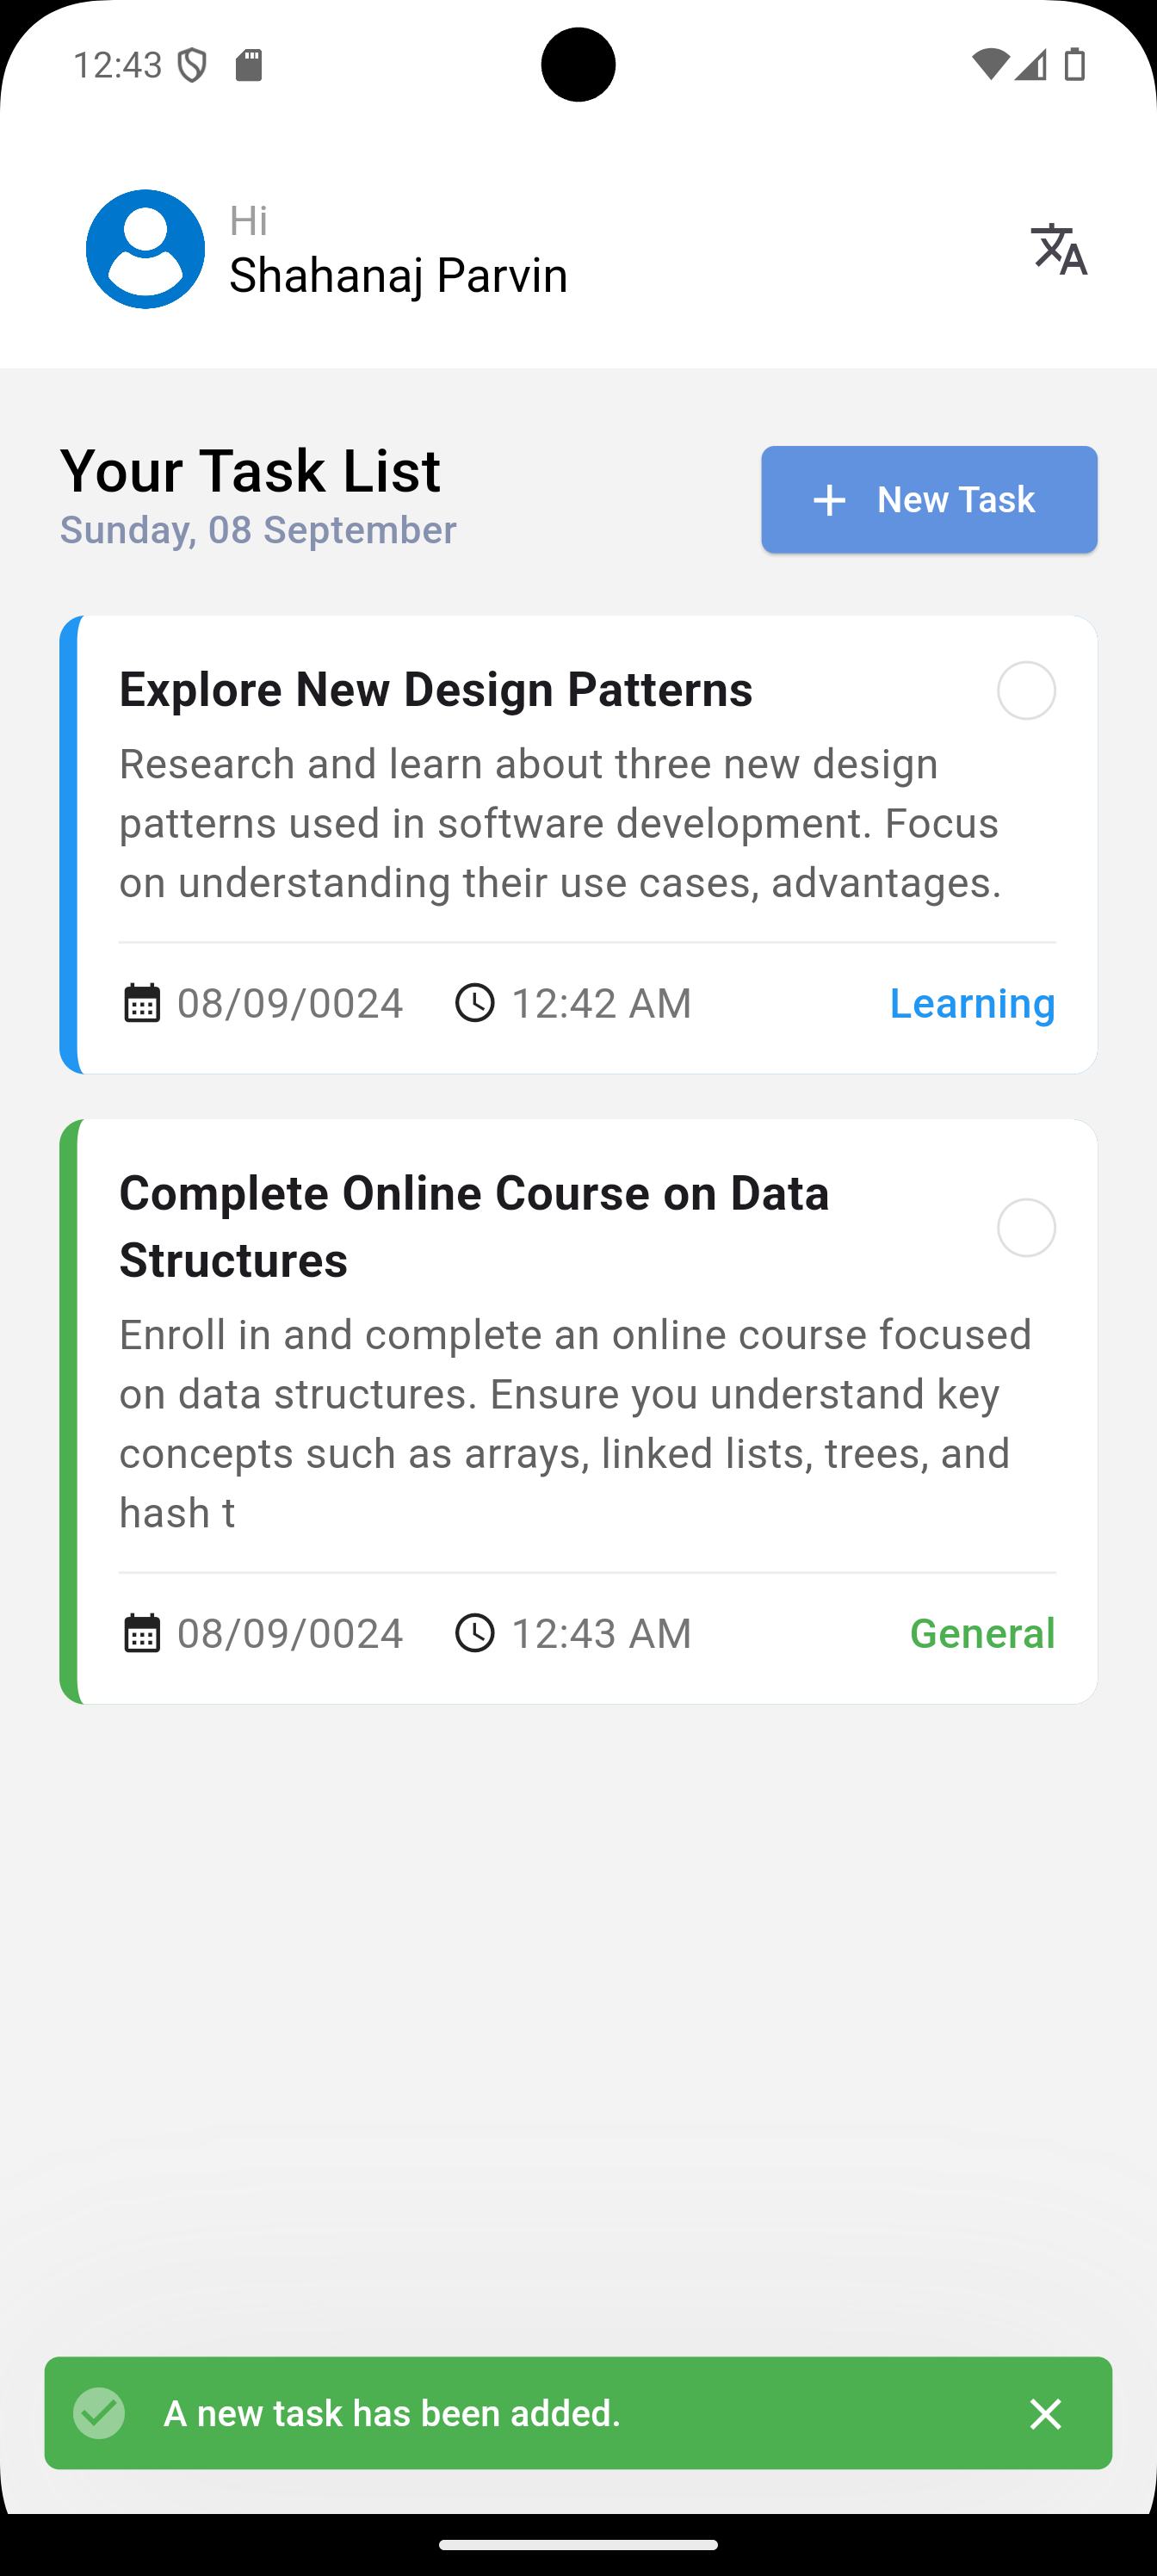 12:43
Hi
Shahanaj Parvin
Your Task List
Sunday, 08 September
New Task
Explore New Design Patterns
Research and learn about three new design
patterns used in software development. Focus
on understanding their use cases, advantages.
08/09/0024 12:42 AM Learning
Complete Online Course on Data
Structures
Enroll in and complete an online course focused
on data structures. Ensure you understand key
concepts such as arrays, linked lists, trees, and
hash t
08/09/0024 12:43 AM General
A new task has been added.